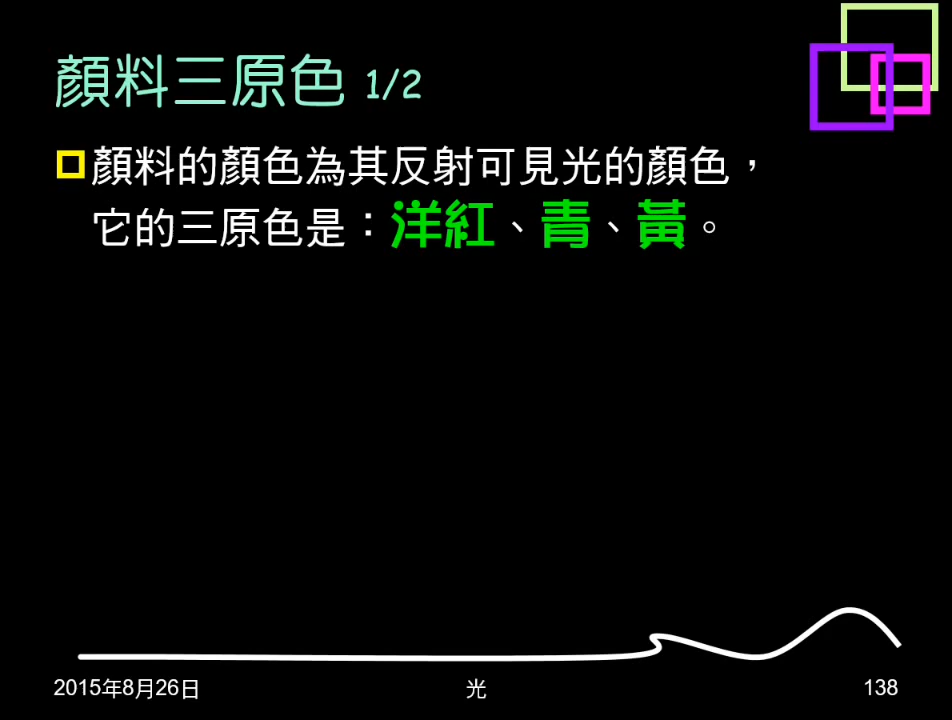 顏料三原色 1/2
顏料的顏色為其反射可見光的顏色，
它的三原色是：洋紅、青、黃。
2015年8月26日
光
138